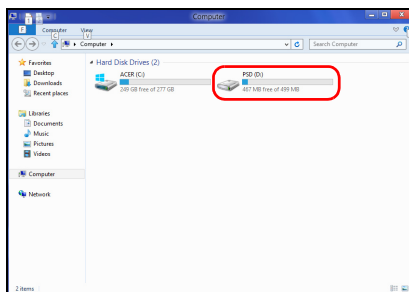 Computer
F
Computer
View
C
V
Computer
Search Computer
Favorites
Desktop
Downloads
Recent places
Libraries
Documents
Music
Pictures
Videos
Computer
Network
Hard Disk Drives (2)
ACER (C:)
249 GB free of 277 GB
PSD (D:)
467 MB free of 499 MB
2 items